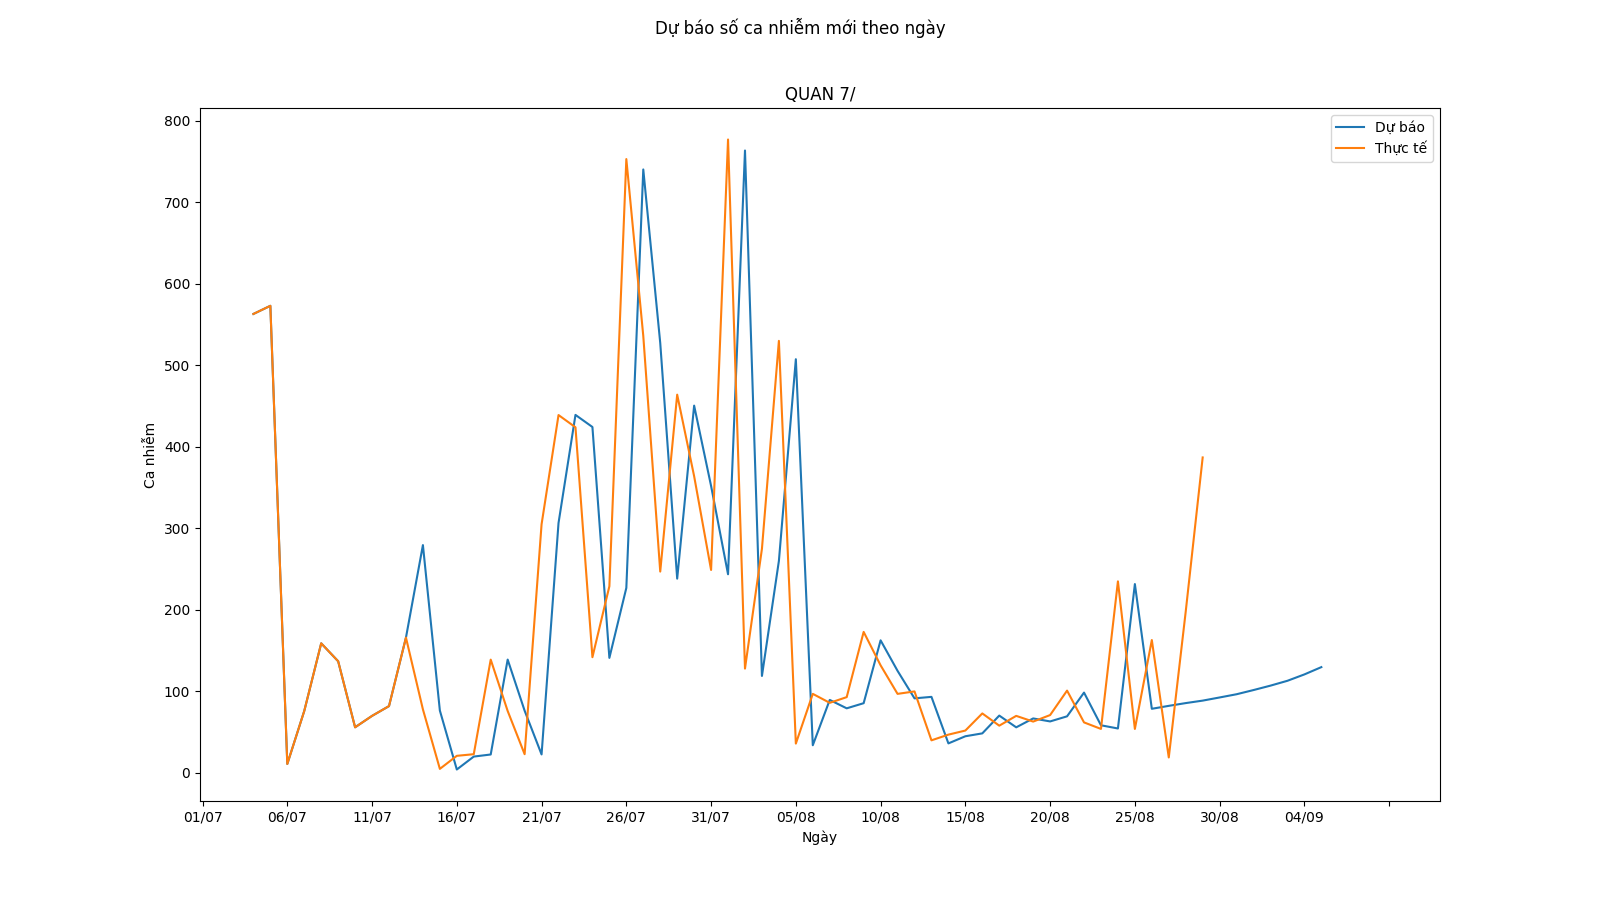 Dự báo số ca nhiễm mới theo ngày
QUAN 7/
Dự báo
Thực tế
800
700
600
500
400
300
200
100
0
Ca nhiễm
01/07 06/07 11/07 16/07 21/07 26/07 31/07 05/08 10/08 15/08 20/08 25/08 30/08 04/09
Ngày